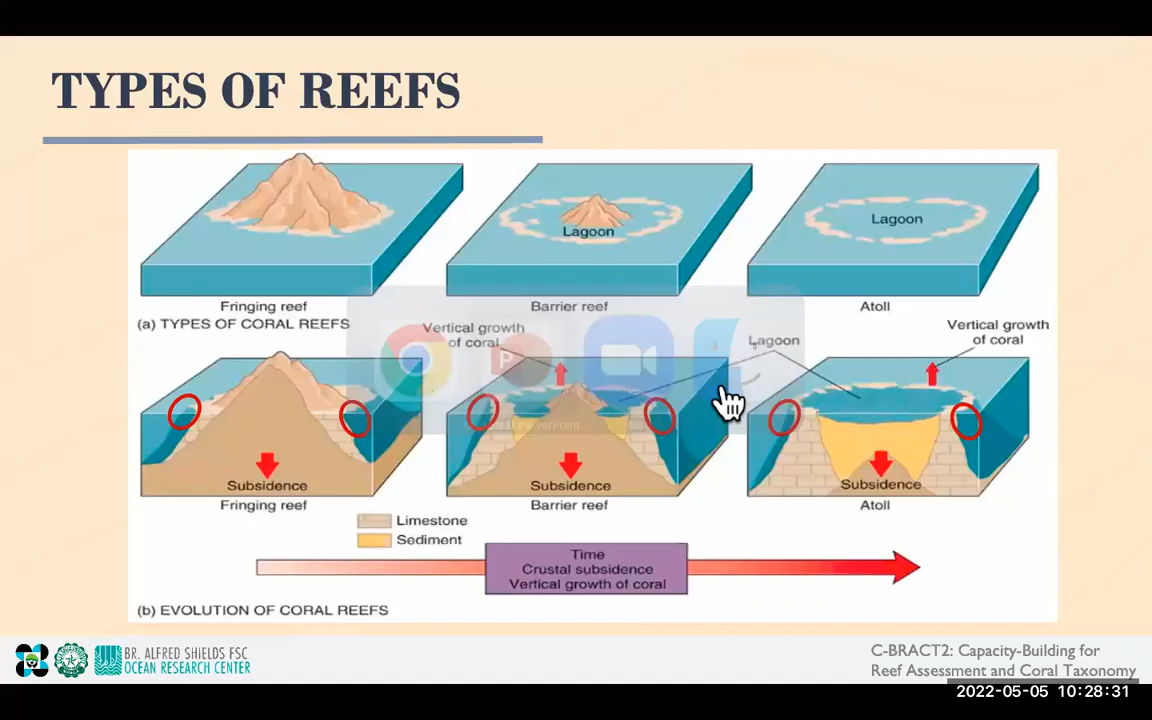 TYPES OF REEFS
Lagoon
Lagoon
Fringing reef
Barrier reef
Atoll
(a) TYPES OF CORAL REEFS
Vertical growth
of coral
Lagoon
Vertical growth
of coral
PowerPoint
Subsidence
Subsidence
Subsidence
Fringing reef
Barrier reef
Atoll
Limestone
Sediment
Time
Crustal subsidence
Vertical growth of coral
(b) EVOLUTION OF CORAL REEFS
BR. ALFRED SHIELDS FSC
OCEAN RESEARCH CENTER
C-BRACT2: Capacity-Building for
Reef Assessment and Coral Taxonomy
2022-05-05 10:28:31